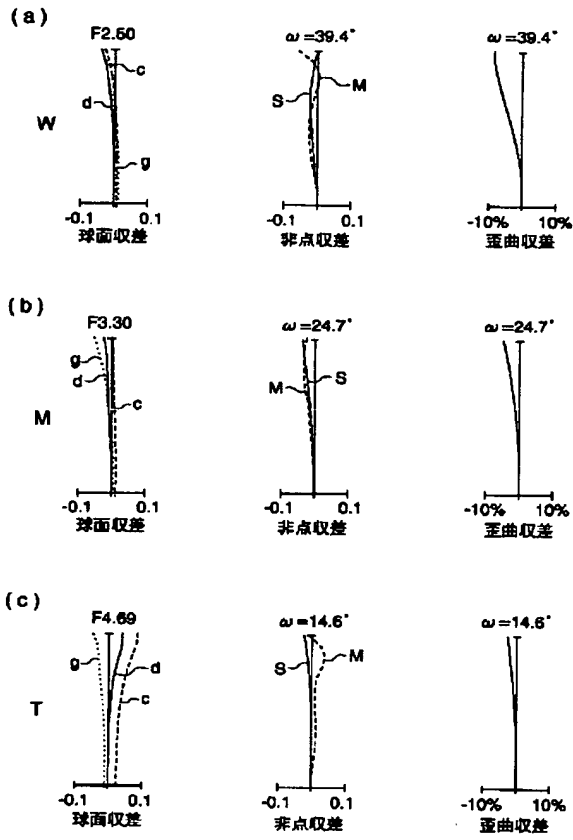 (a)
F2.50
ω=39.4°
ω=39.4°
c
d
g
S
M
W
-0.1 0.1
-0.1 0.1
-10% 10%
球面収差
非点収差
歪曲収差
(b)
F3.30
ω=24.7°
ω=24.7°
g
d
c
M
S
M
-0.1 0.1
-0.1 0.1
-10% 10%
球面収差
非点収差
歪曲収差
(c)
F4.69
ω=14.6°
ω=14.6°
g
d
c
S
M
T
-0.1 0.1
-0.1 0.1
-10% 10%
球面収差
非点収差
歪曲収差